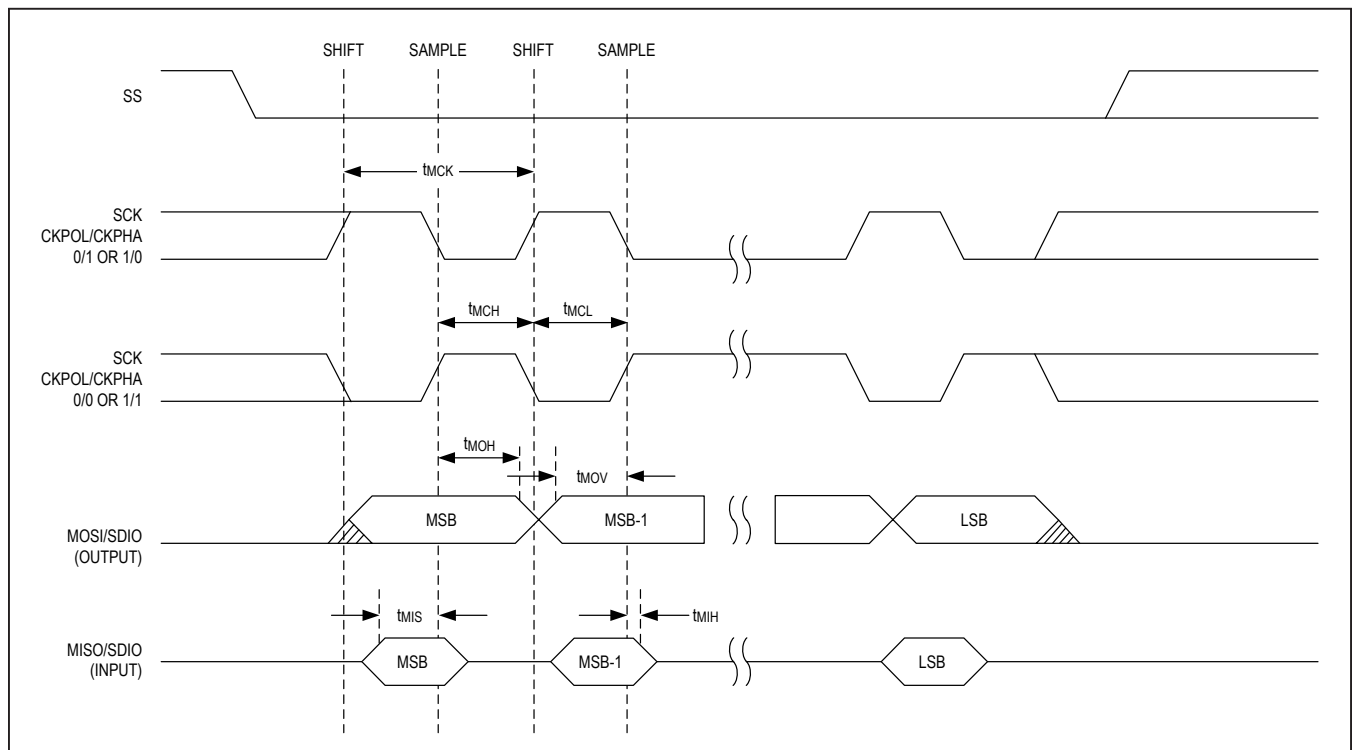 SHIFT SAMPLE SHIFT SAMPLE
SS
tMCK
SCK
CKPOL/CKPHA
0/1 OR 1/0
tMCH tMCL
SCK
CKPOL/CKPHA
0/0 OR 1/1
tMOH
tMOV
MSB MSB-1 LSB
MOSI/SDIO
(OUTPUT)
tMIS tMIH
MISO/SDIO
(INPUT)
MSB MSB-1 LSB